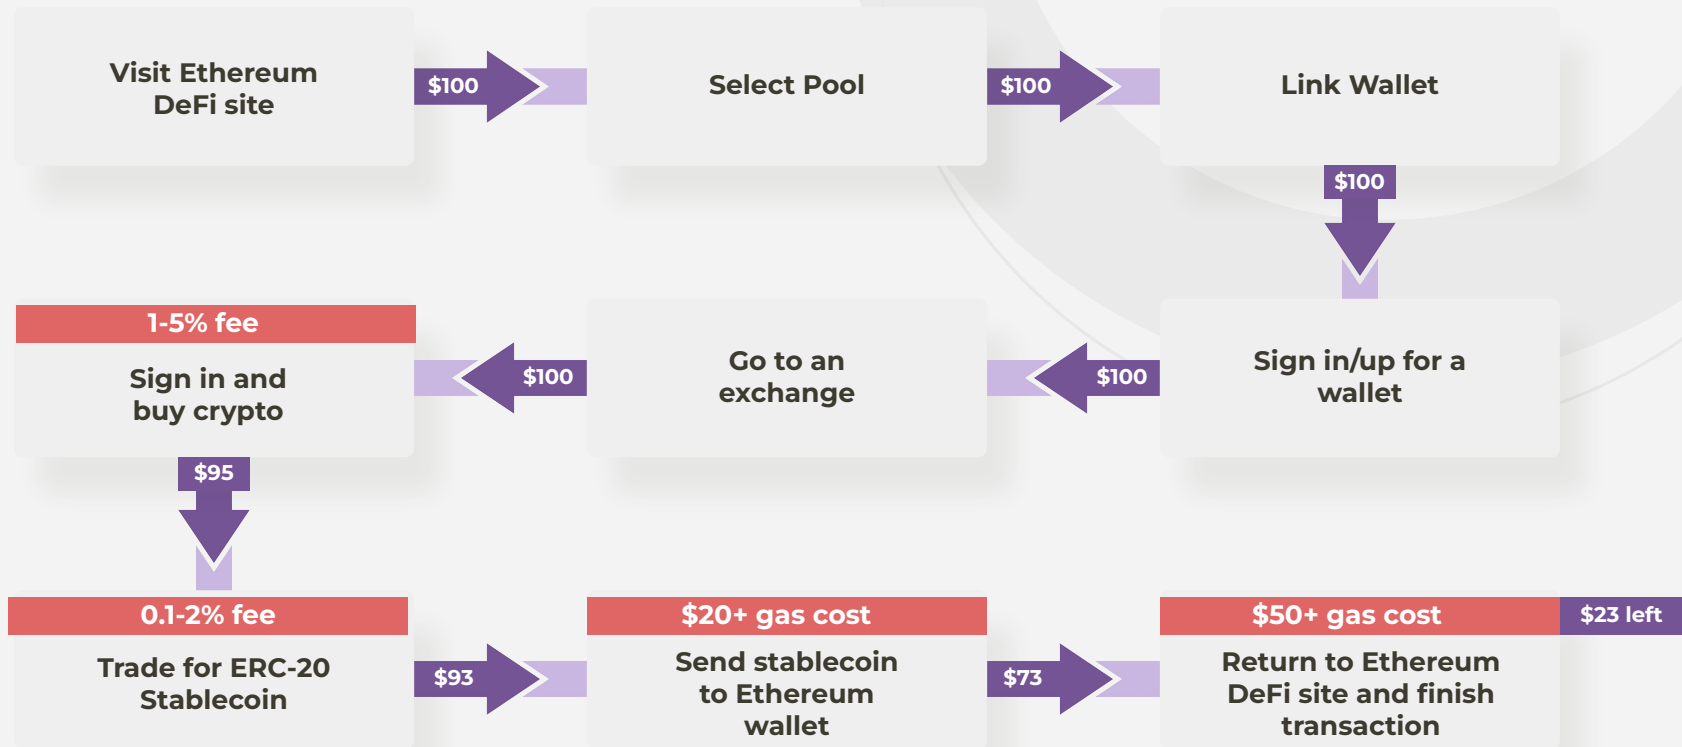 Visit Ethereum
DeFi site
$100
Select Pool
$100
Link Wallet
$100
Sign in/up for a
wallet
$100
Go to an
exchange
$100
1-5% fee
Sign in and
buy crypto
$95
0.1-2% fee
Trade for ERC-20
Stablecoin
$93
$20+ gas cost
Send stablecoin
to Ethereum
wallet
$73
$50+ gas cost
Return to Ethereum
DeFi site and finish
transaction
$23 left